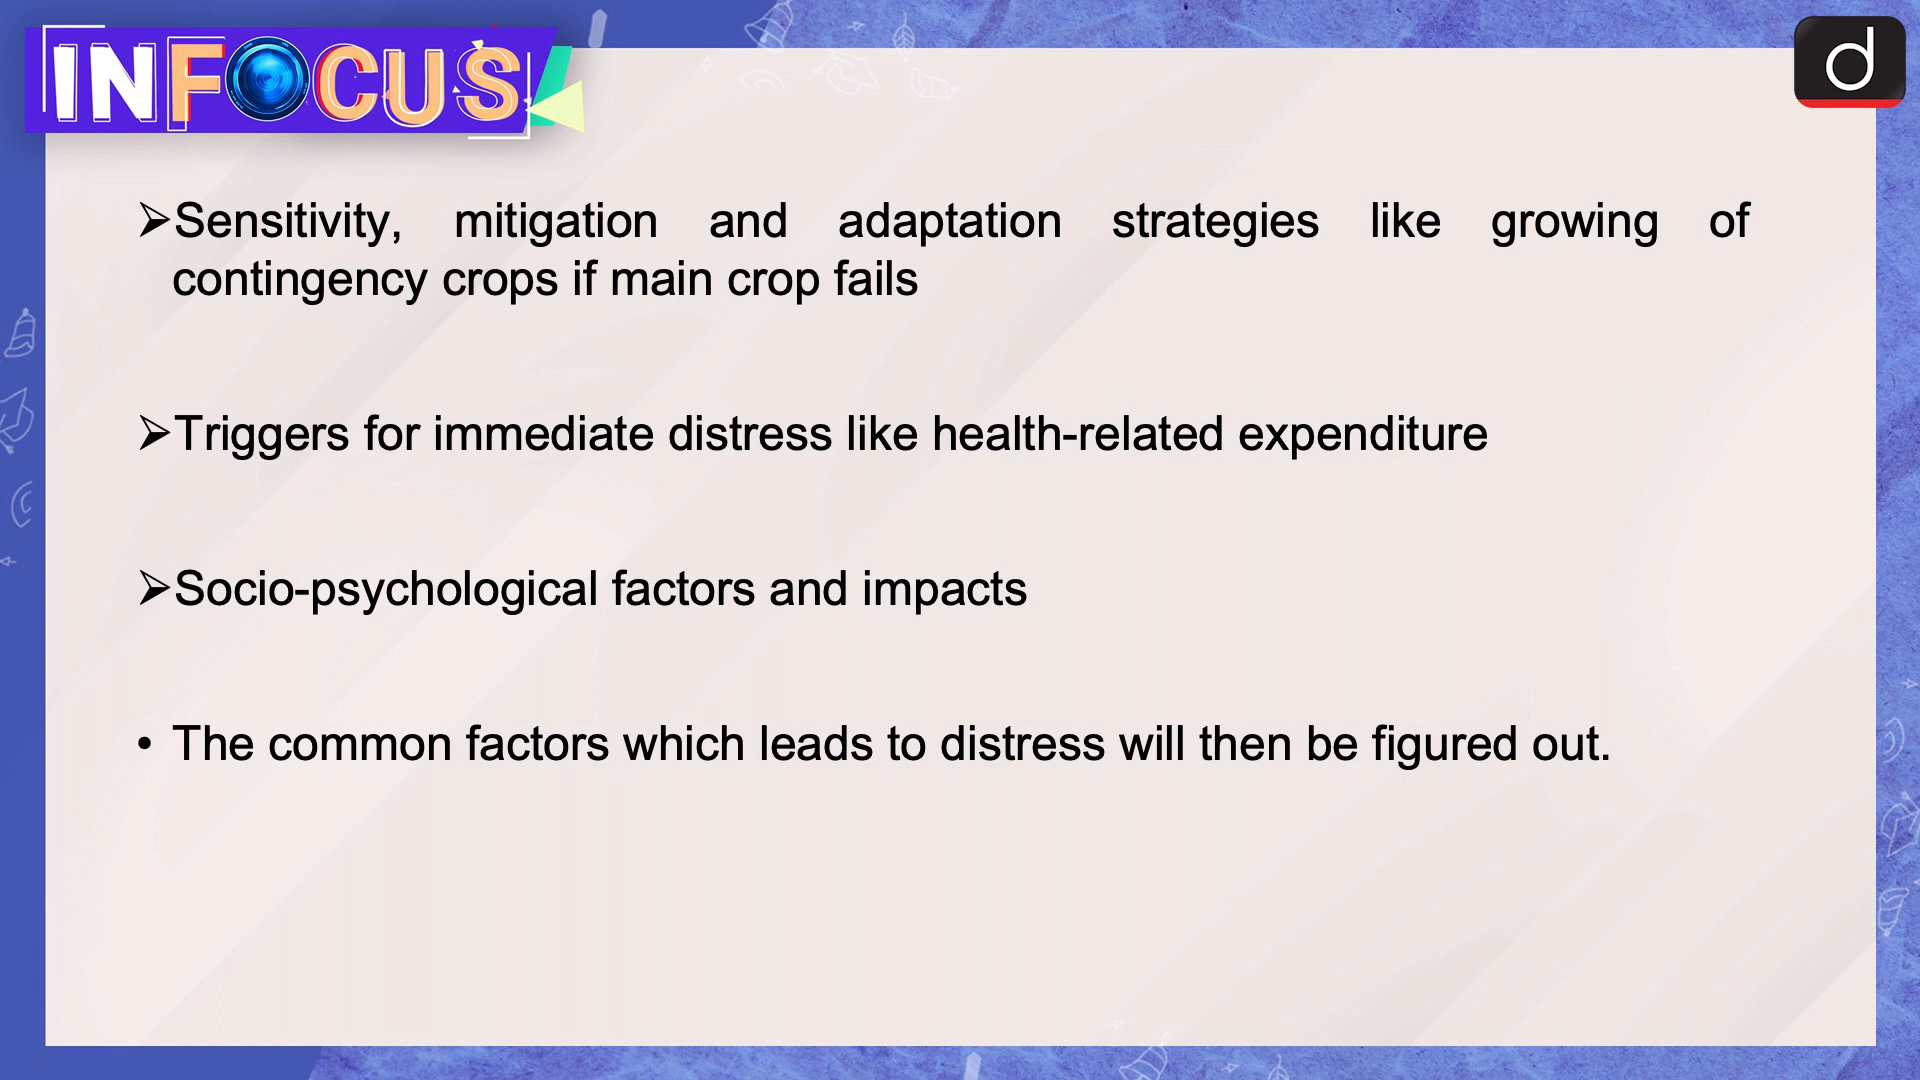 INFOCUS
d
➢Sensitivity, mitigation and adaptation strategies like growing of
contingency crops if main crop fails
➢Triggers for immediate distress like health-related expenditure
➢Socio-psychological factors and impacts
• The common factors which leads to distress will then be figured out.